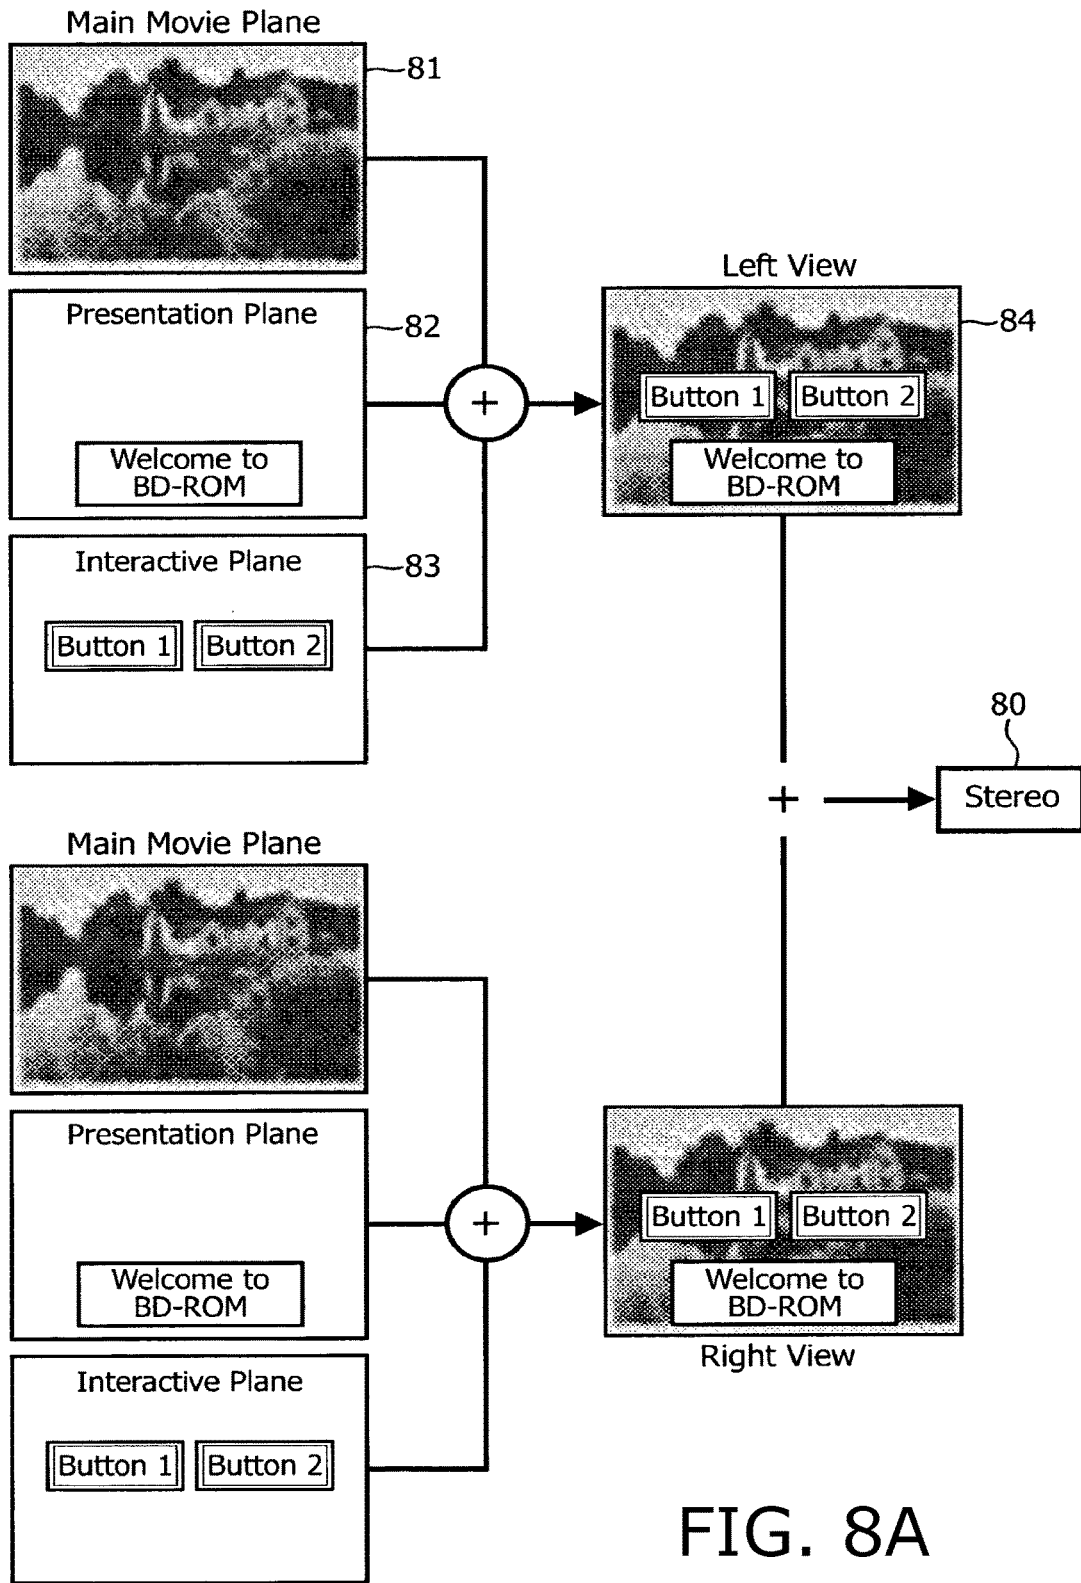 Main Movie Plane
81
Presentation Plane
82
Welcome to
BD-ROM
Interactive Plane
83
Button 1
Button 2
+
Left View
84
Button 1
Button 2
Welcome to
BD-ROM
+
80
Stereo
Main Movie Plane
Presentation Plane
Welcome to
BD-ROM
Interactive Plane
Button 1
Button 2
+
Button 1
Button 2
Welcome to
BD-ROM
Right View
FIG. 8A